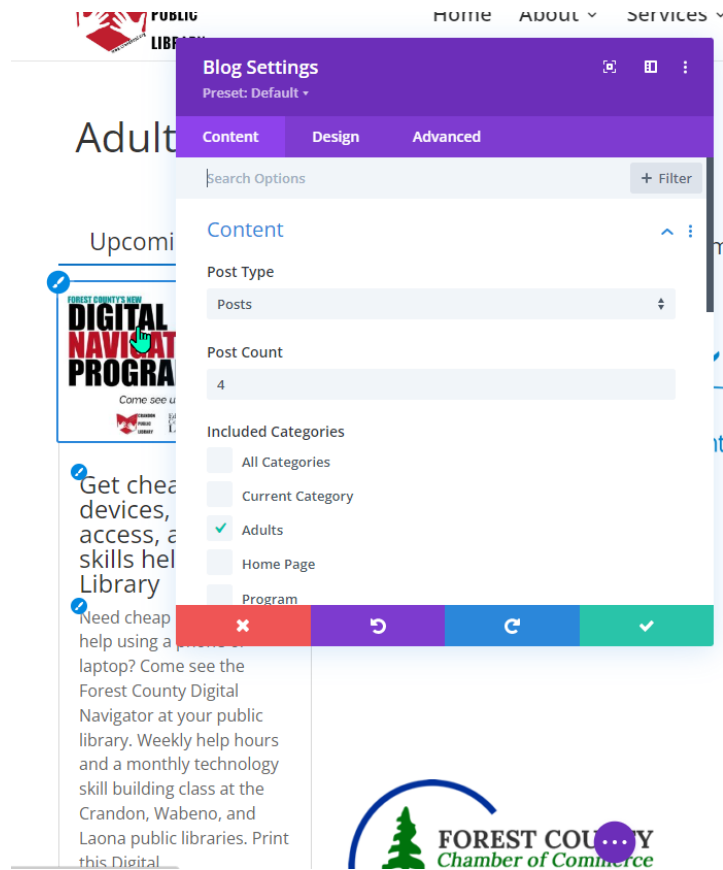 PUBLIC
Home About Services
Blog Settings
Preset: Default
Content Design Advanced
Adult
Search Options
+ Filter
Content
Upcomi
Post Type
Posts
FOREST COUNTY'S NEW
DIGITAL
NAVIGAT
PROGRA
Come see u
Post Count
4
Included Categories
All Categories
Current Category
Adults
Home Page
Program
Get chea
devices,
access, a
skills hel
Library
Need cheap
help using a phone or
laptop? Come see the
Forest County Digital
Navigator at your public
library. Weekly help hours
and a monthly technology
skill building class at the
Crandon, Wabeno, and
Laona public libraries. Print
this Digital
FOREST COU Y
Chamber of Commerce